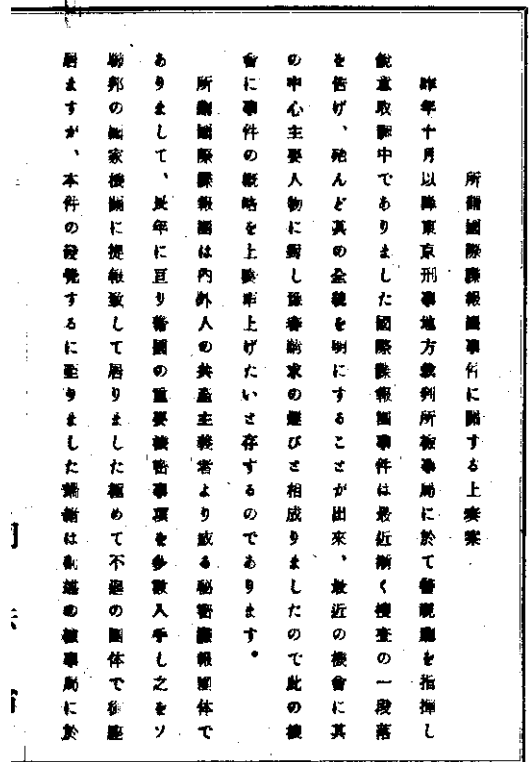 所謂國際諜報團事件に關する上奏案
昨年十月以降東京刑事地方裁判所檢事局に於て警視廳を指揮し
鋭意取調中でありました國際諜報團事件は最近漸く搜査の一段落
を告げ、殆んど其の全貌を明にすることが出來、最近の機會に其
の中心主要人物に對し豫審請求の運びと相成りましたので此の機
會に事件の概略を上奏申上げたいと存するのであります。
所謂國際諜報團は內外人の共產主義者より成る秘密諜報團体で
ありまして、長年に亘り帝國の重要機密事項を多數入手し之をソ
聯邦の國家機關に提報致して居りました極めて不逞の團体で御座
居ますが、本件の發覺するに至りました端緒は前述の檢事局に於